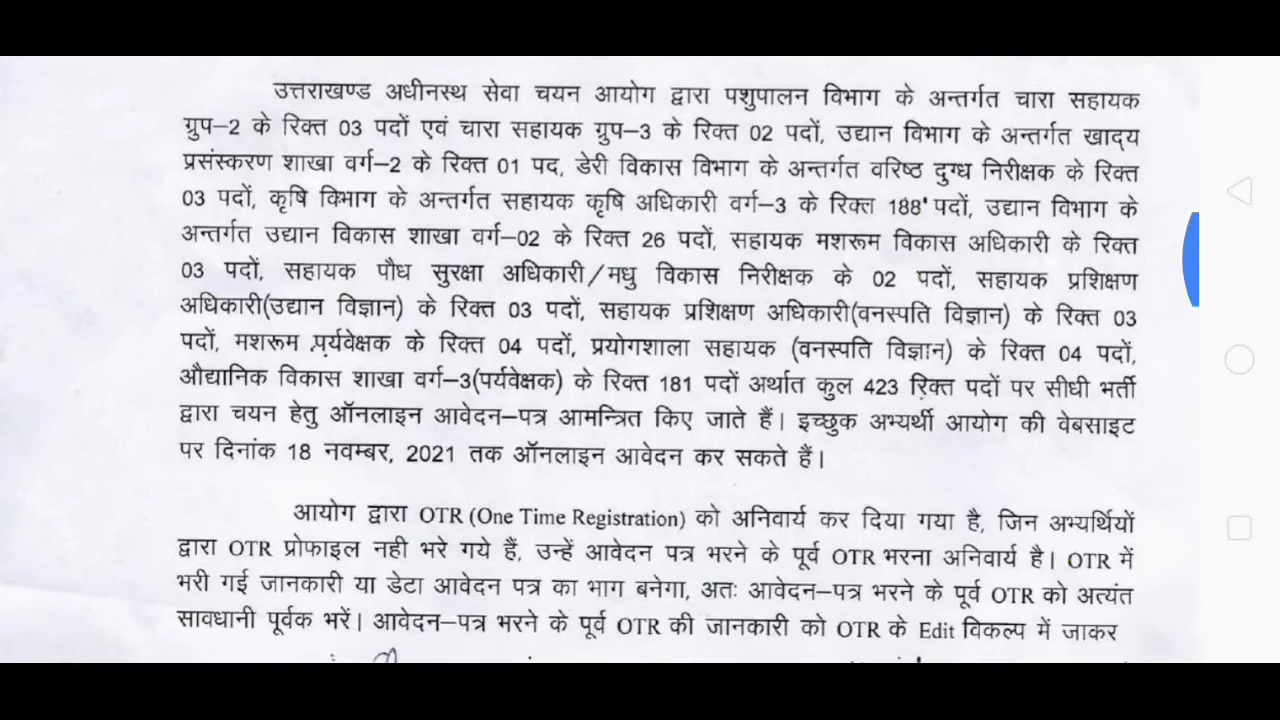 उत्तराखण्ड अधीनस्थ सेवा चयन आयोग द्वारा पशुपालन विभाग के अन्तर्गत चारा सहायक
ग्रुप–2 के रिक्त 03 पदों एवं चारा सहायक ग्रुप–3 के रिक्त 02 पदों, उद्यान विभाग के अन्तर्गत खाद्य
प्रसंस्करण शाखा वर्ग–2 के रिक्त 01 पद, डेरी विकास विभाग के अन्तर्गत वरिष्ठ दुग्ध निरीक्षक के रिक्त
03 पदों, कृषि विभाग के अन्तर्गत सहायक कृषि अधिकारी वर्ग–3 के रिक्त 188 पदों, उद्यान विभाग के
अन्तर्गत उद्यान विकास शाखा वर्ग–02 के रिक्त 26 पदों, सहायक मशरूम विकास अधिकारी के रिक्त
03 पदों, सहायक पौध सुरक्षा अधिकारी/मधु विकास निरीक्षक के 02 पदों, सहायक प्रशिक्षण
अधिकारी(उद्यान विज्ञान) के रिक्त 03 पदों, सहायक प्रशिक्षण अधिकारी(वनस्पति विज्ञान) के रिक्त 03
पदों, मशरूम पर्यवेक्षक के रिक्त 04 पदों, प्रयोगशाला सहायक (वनस्पति विज्ञान) के रिक्त 04 पदों,
औद्यानिक विकास शाखा वर्ग–3(पर्यवेक्षक) के रिक्त 181 पदों अर्थात कुल 423 रिक्त पदों पर सीधी भर्ती
द्वारा चयन हेतु ऑनलाइन आवेदन–पत्र आमन्त्रित किए जाते हैं। इच्छुक अभ्यर्थी आयोग की वेबसाइट
पर दिनांक 18 नवम्बर, 2021 तक ऑनलाइन आवेदन कर सकते हैं।
आयोग द्वारा OTR (One Time Registration) को अनिवार्य कर दिया गया है, जिन अभ्यर्थियों
द्वारा OTR प्रोफाइल नही भरे गये हैं, उन्हें आवेदन पत्र भरने के पूर्व OTR भरना अनिवार्य है। OTR में
भरी गई जानकारी या डेटा आवेदन पत्र का भाग बनेगा, अतः आवेदन–पत्र भरने के पूर्व OTR को अत्यंत
सावधानी पूर्वक भरें। आवेदन–पत्र भरने के पूर्व OTR की जानकारी को OTR के Edit विकल्प में जाकर